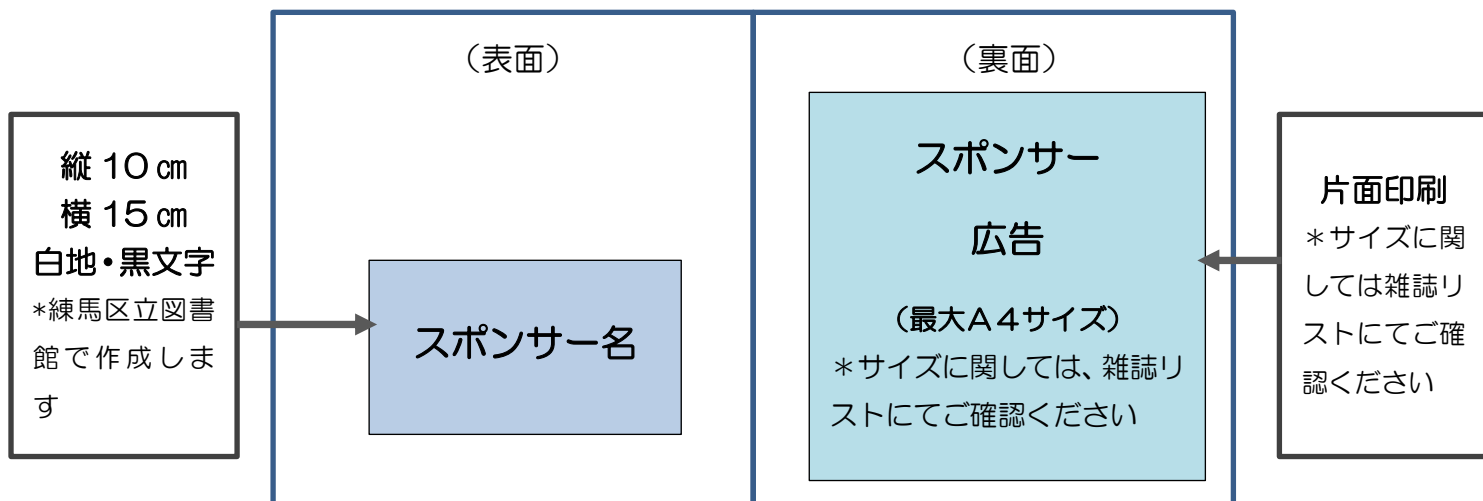 （表面）
（裏面）
縦10㎝
横15㎝
白地・黒文字
*練馬区立図書
館で作成しま
す
スポンサー名
スポンサー
広告
（最大A４サイズ）
＊サイズに関しては、雑誌リ
ストにてご確認ください
片面印刷
＊サイズに関
しては雑誌リ
ストにてご確
認ください